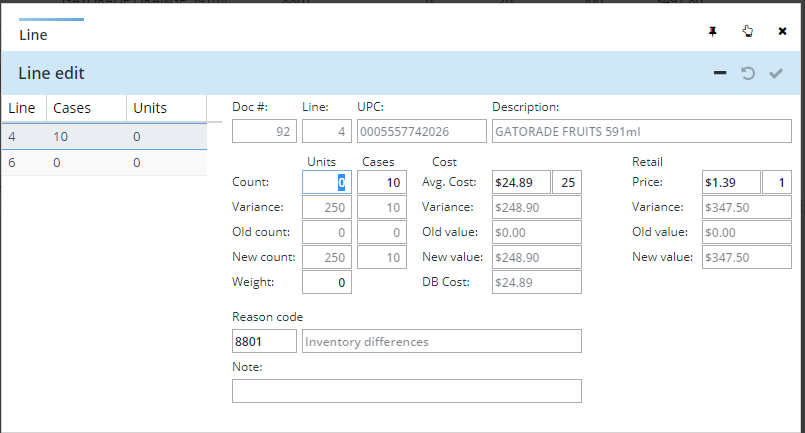 Line
Line edit
Line Cases Units
4 10 0
6 0 0
Doc #: Line: UPC: Description:
92 4 0005557742026 GATORADE FRUITS 591ml
Units Cases Cost Retail
Count: 0 10 Avg. Cost: $24.89 25 Price: $1.39 1
Variance: 250 10 Variance: $248.90 Variance: $347.50
Old count: 0 0 Old value: $0.00 Old value: $0.00
New count: 250 10 New value: $248.90 New value: $347.50
Weight: 0 DB Cost: $24.89
Reason code
8801 Inventory differences
Note: